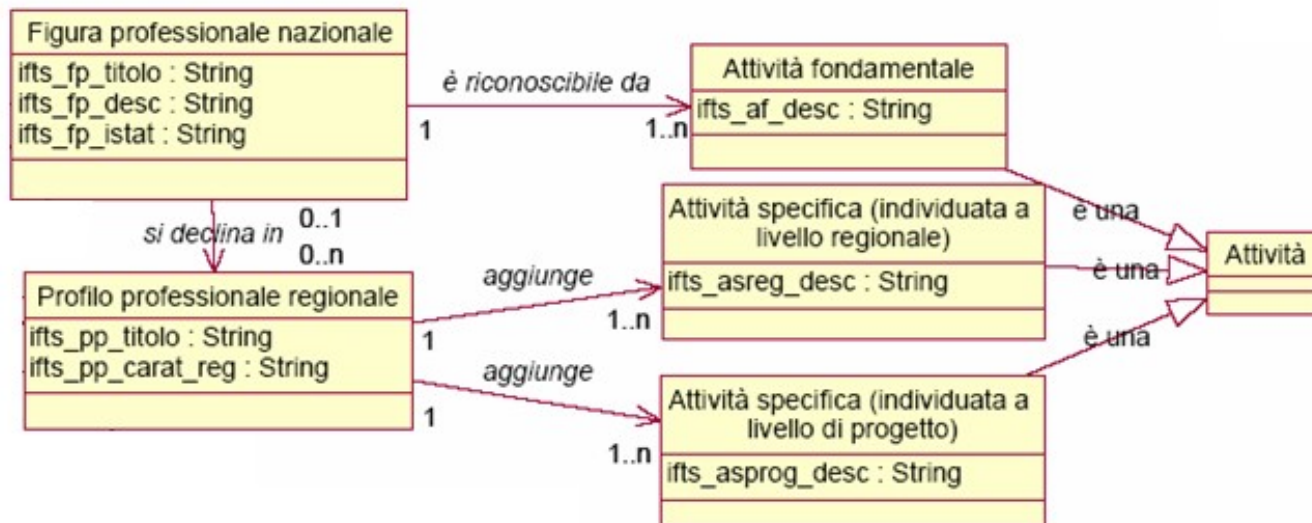 Figura professionale nazionale
ifts_fp_titolo : String
ifts_fp_desc : String
ifts_fp_istat : String
è riconoscibile da
1
1..n
Attività fondamentale
ifts_af_desc : String
si declina in
0..1
0..n
Profilo professionale regionale
ifts_pp_titolo : String
ifts_pp_carat_reg : String
aggiunge
1
1..n
Attività specifica (individuata a
livello regionale)
ifts_asreg_desc : String
aggiunge
1
1..n
Attività specifica (individuata a
livello di progetto)
ifts_asprog_desc : String
è una
è una
è una
Attività